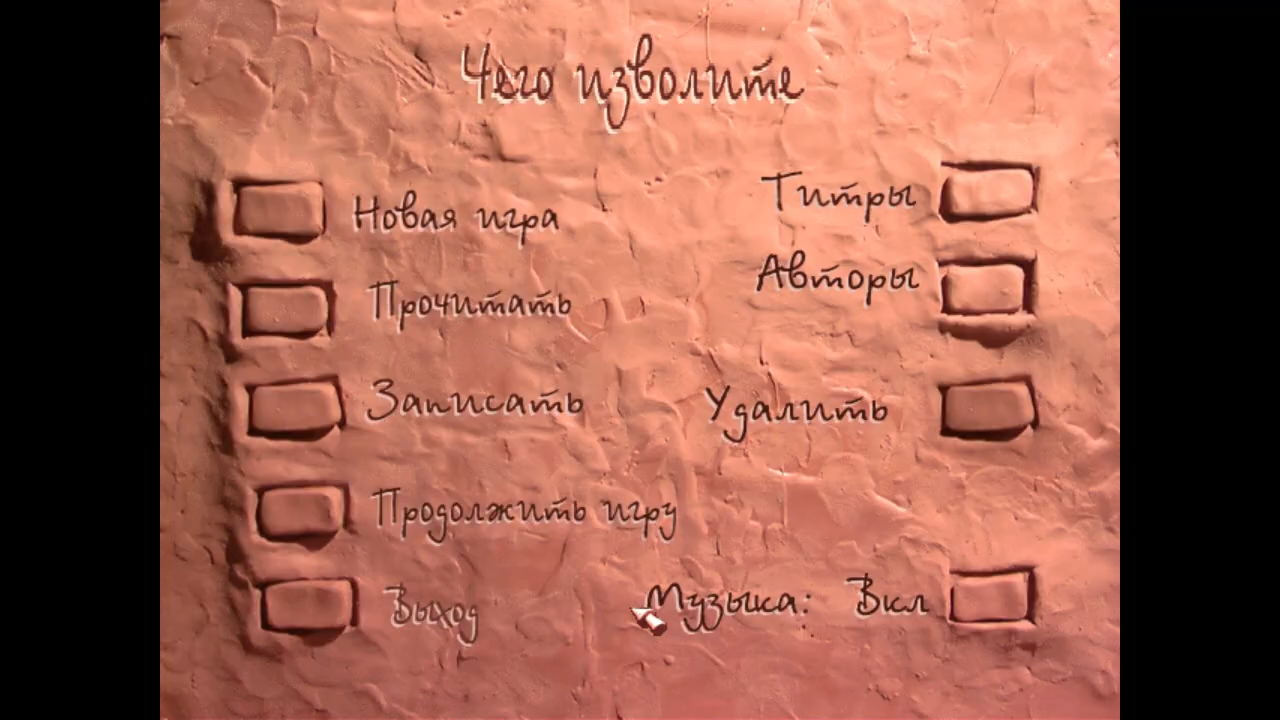 Чего изволите
Новая игра
Прочитать
Записать
Продолжить игру
Выход
Титры
Авторы
Удалить
Музыка: Вкл